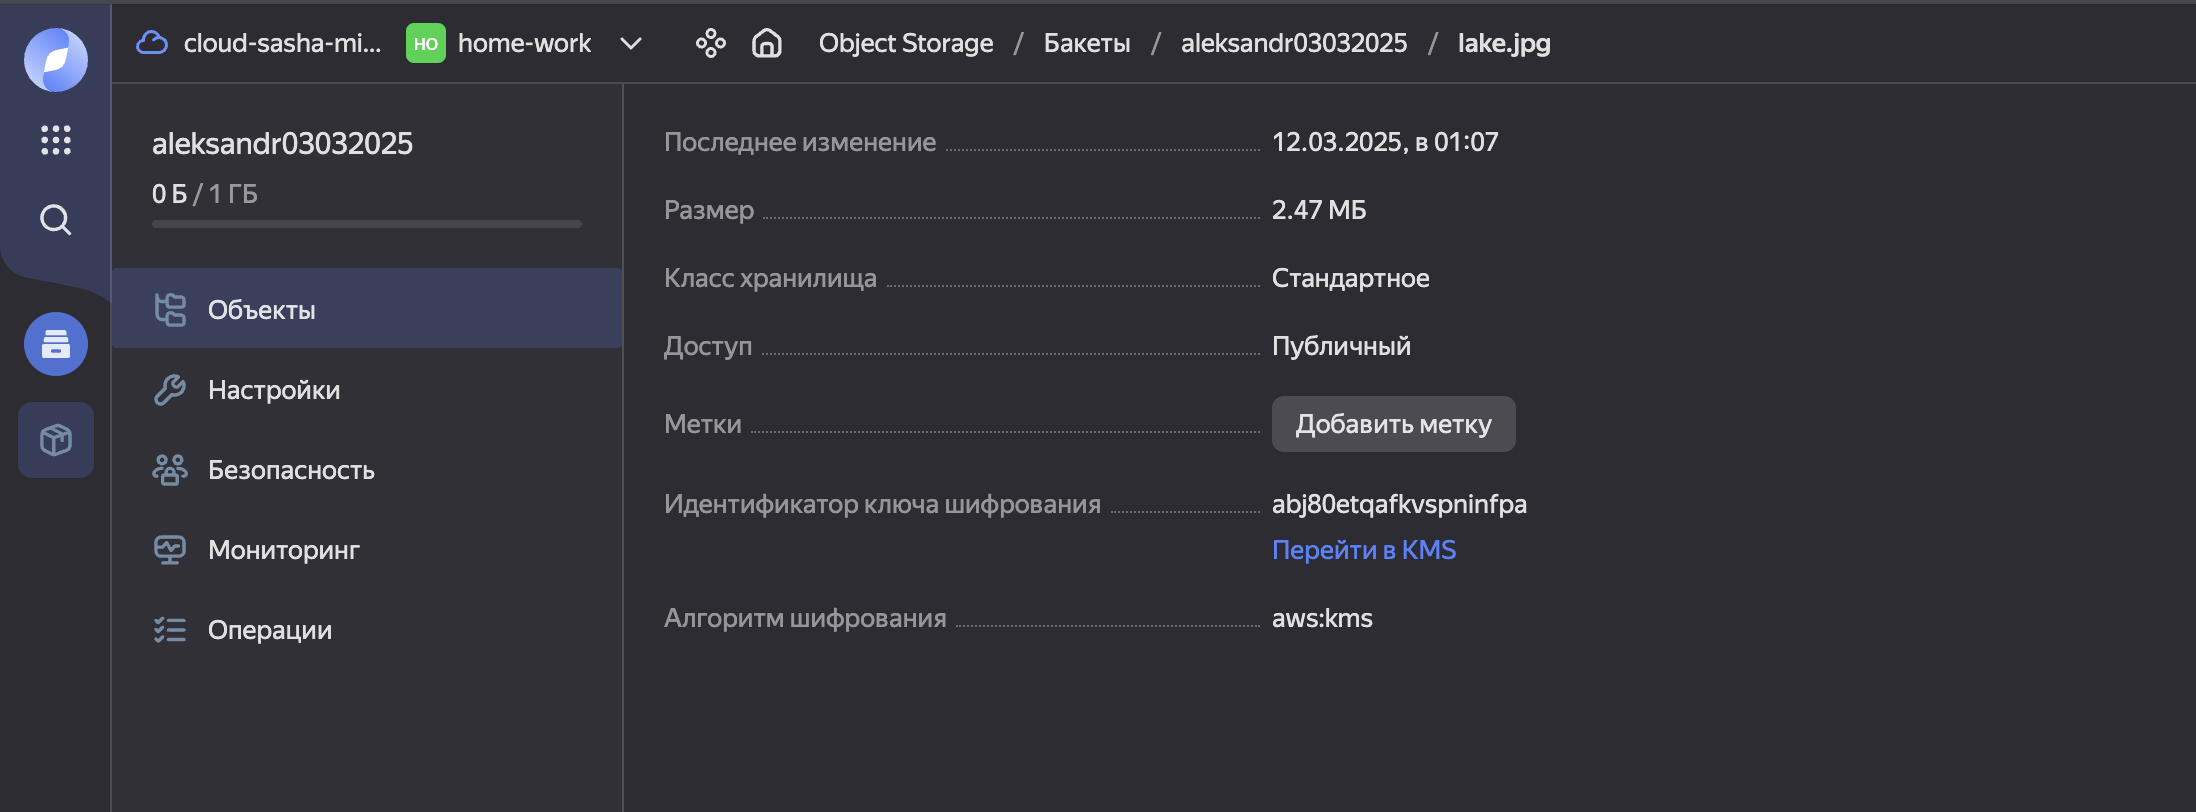 cloud-sasha-mi... HO home-work Object Storage / Бакеты / aleksandr03032025 / lake.jpg
aleksandr03032025
0 Б / 1 ГБ
Объекты
Настройки
Безопасность
Мониторинг
Операции
Последнее изменение 12.03.2025, в 01:07
Размер 2.47 МБ
Класс хранилища Стандартное
Доступ Публичный
Метки Добавить метку
Идентификатор ключа шифрования abj80etqafkvspninfpa
Перейти в KMS
Алгоритм шифрования aws:kms